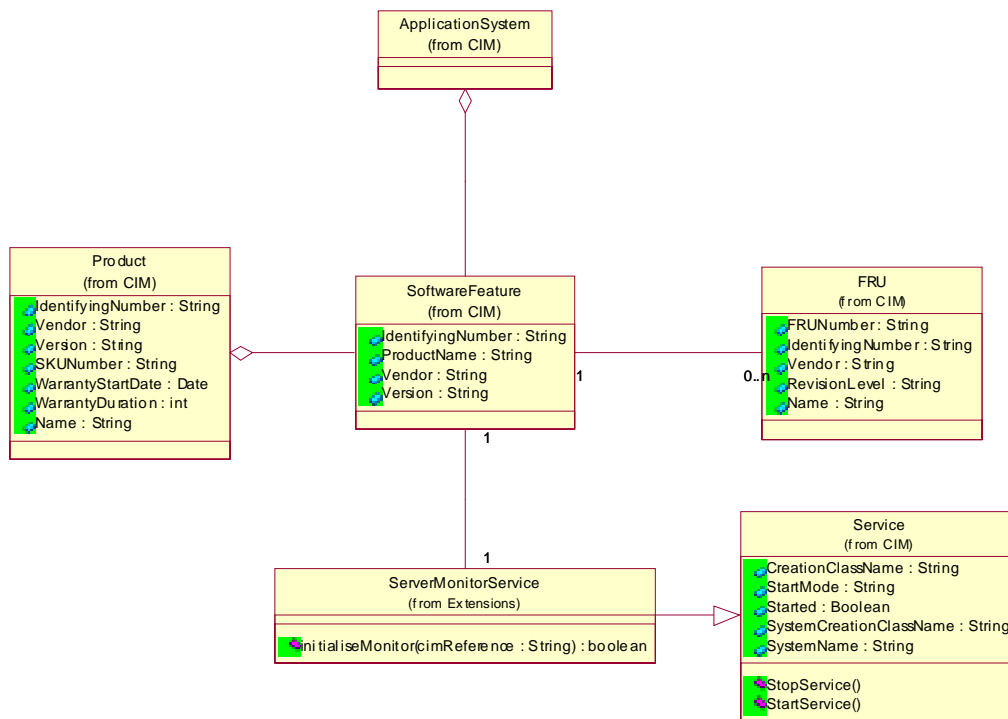 ApplicationSystem
(from CIM)
Product
(from CIM)
IdentifyingNumber : String
Vendor : String
Version : String
SKUNumber : String
WarrantyStartDate : Date
WarrantyDuration : int
Name : String
SoftwareFeature
(from CIM)
IdentifyingNumber : String
ProductName : String
Vendor : String
Version : String
FRU
(from CIM)
FRUNumber : String
IdentifyingNumber : String
Vendor : String
RevisionLevel : String
Name : String
1
0..n
1
1
ServerMonitorService
(from Extensions)
initialiseMonitor(cimReference : String) : boolean
Service
(from CIM)
CreationClassName : String
StartMode : String
Started : Boolean
SystemCreationClassName : String
SystemName : String
StopService()
StartService()